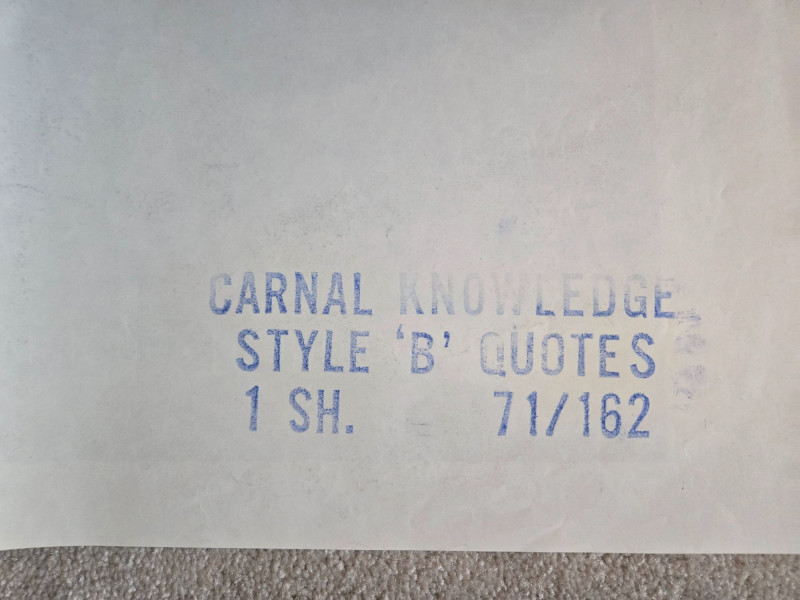 CARNAL KNOWLEDGE
STYLE 'B' QUOTES
1 SH. 71/162